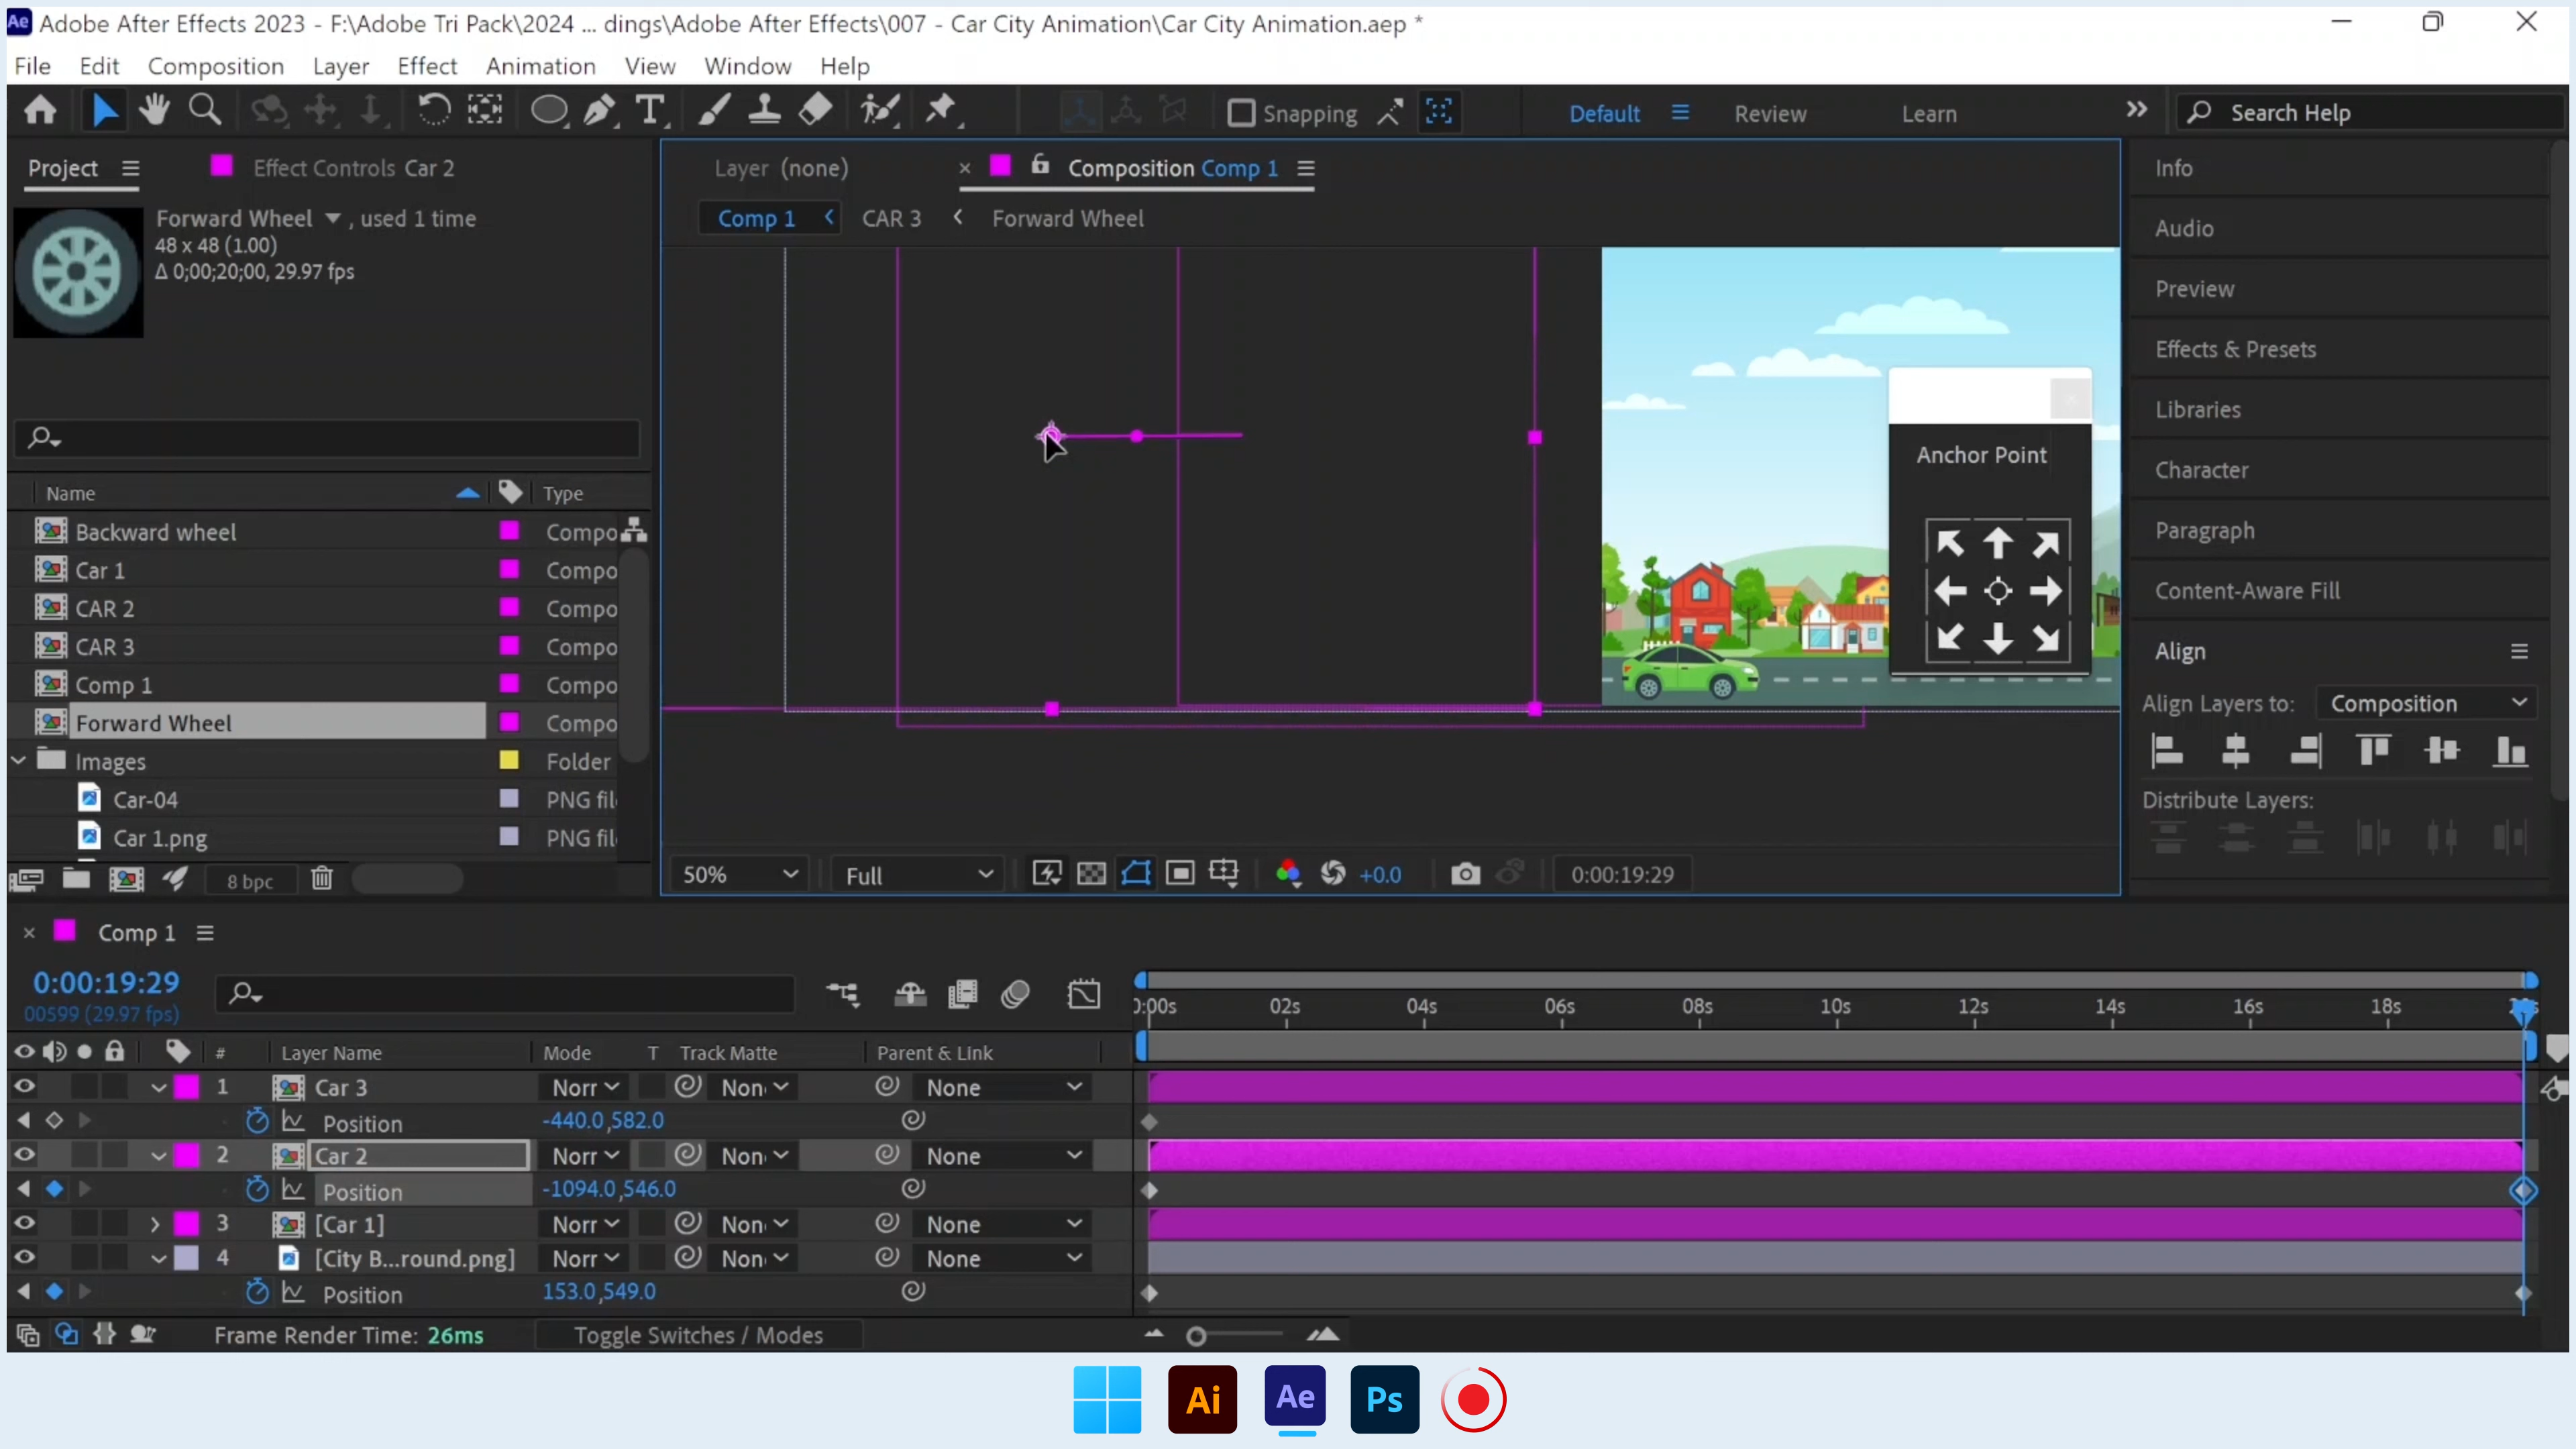 Ae Adobe After Effects 2023 - F:\Adobe Tri Pack\2024 ... dings\Adobe After Effects\007 - Car City Animation\Car City Animation.aep *
File Edit Composition Layer Effect Animation View Window Help
Snapping Default Review Learn Search Help
Project Effect Controls Car 2
Forward Wheel , used 1 time
48 x 48 (1.00)
Δ 0;00;20;00, 29.97 fps
Name Type
Backward wheel Compo
Car 1 Compo
CAR 2 Compo
CAR 3 Compo
Comp 1 Compo
Forward Wheel Compo
Images Folder
Car-04 PNG fil
Car 1.png PNG fil
8 bpc
Layer (none) Composition Comp 1
Comp 1 CAR 3 Forward Wheel
Anchor Point
50% Full +0.0 0:00:19:29
Info
Audio
Preview
Effects & Presets
Libraries
Character
Paragraph
Content-Aware Fill
Align
Align Layers to: Composition
Distribute Layers:
Comp 1
0:00:19:29
00599 (29.97 fps)
0:00s 02s 04s 06s 08s 10s 12s 14s 16s 18s
# Layer Name Mode T Track Matte Parent & Link
1 Car 3 Norr Non None
Position -440.0,582.0
2 Car 2 Norr Non None
Position -1094.0,546.0
3 [Car 1] Norr Non None
4 [City B...round.png] Norr Non None
Position 153.0,549.0
Frame Render Time: 26ms Toggle Switches / Modes
Ai Ae Ps